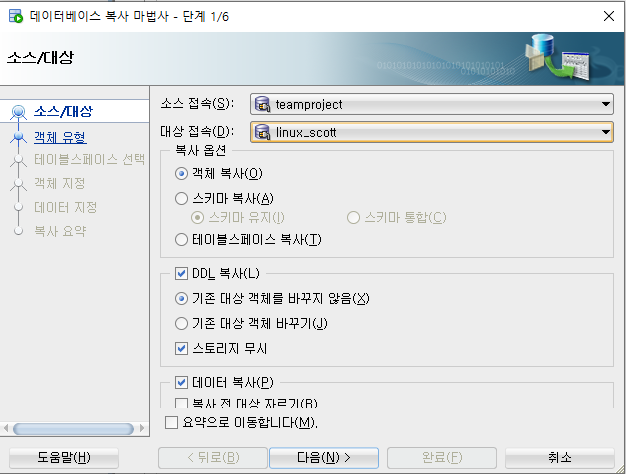 데이터베이스 복사 마법사 - 단계 1/6
소스/대상
소스/대상
객체 유형
테이블스페이스 선택
객체 지정
데이터 지정
복사 요약
소스 접속(S): teamproject
대상 접속(D): linux_scott
복사 옵션
객체 복사(O)
스키마 복사(A)
스키마 유지(I) 스키마 통합(C)
테이블스페이스 복사(T)
DDL 복사(L)
기존 대상 객체를 바꾸지 않음(X)
기존 대상 객체 바꾸기(J)
스토리지 무시
데이터 복사(P)
복사 전 대상 자르기(R)
요약으로 이동합니다(M).
도움말(H) < 뒤로(B) 다음(N) > 완료(F) 취소